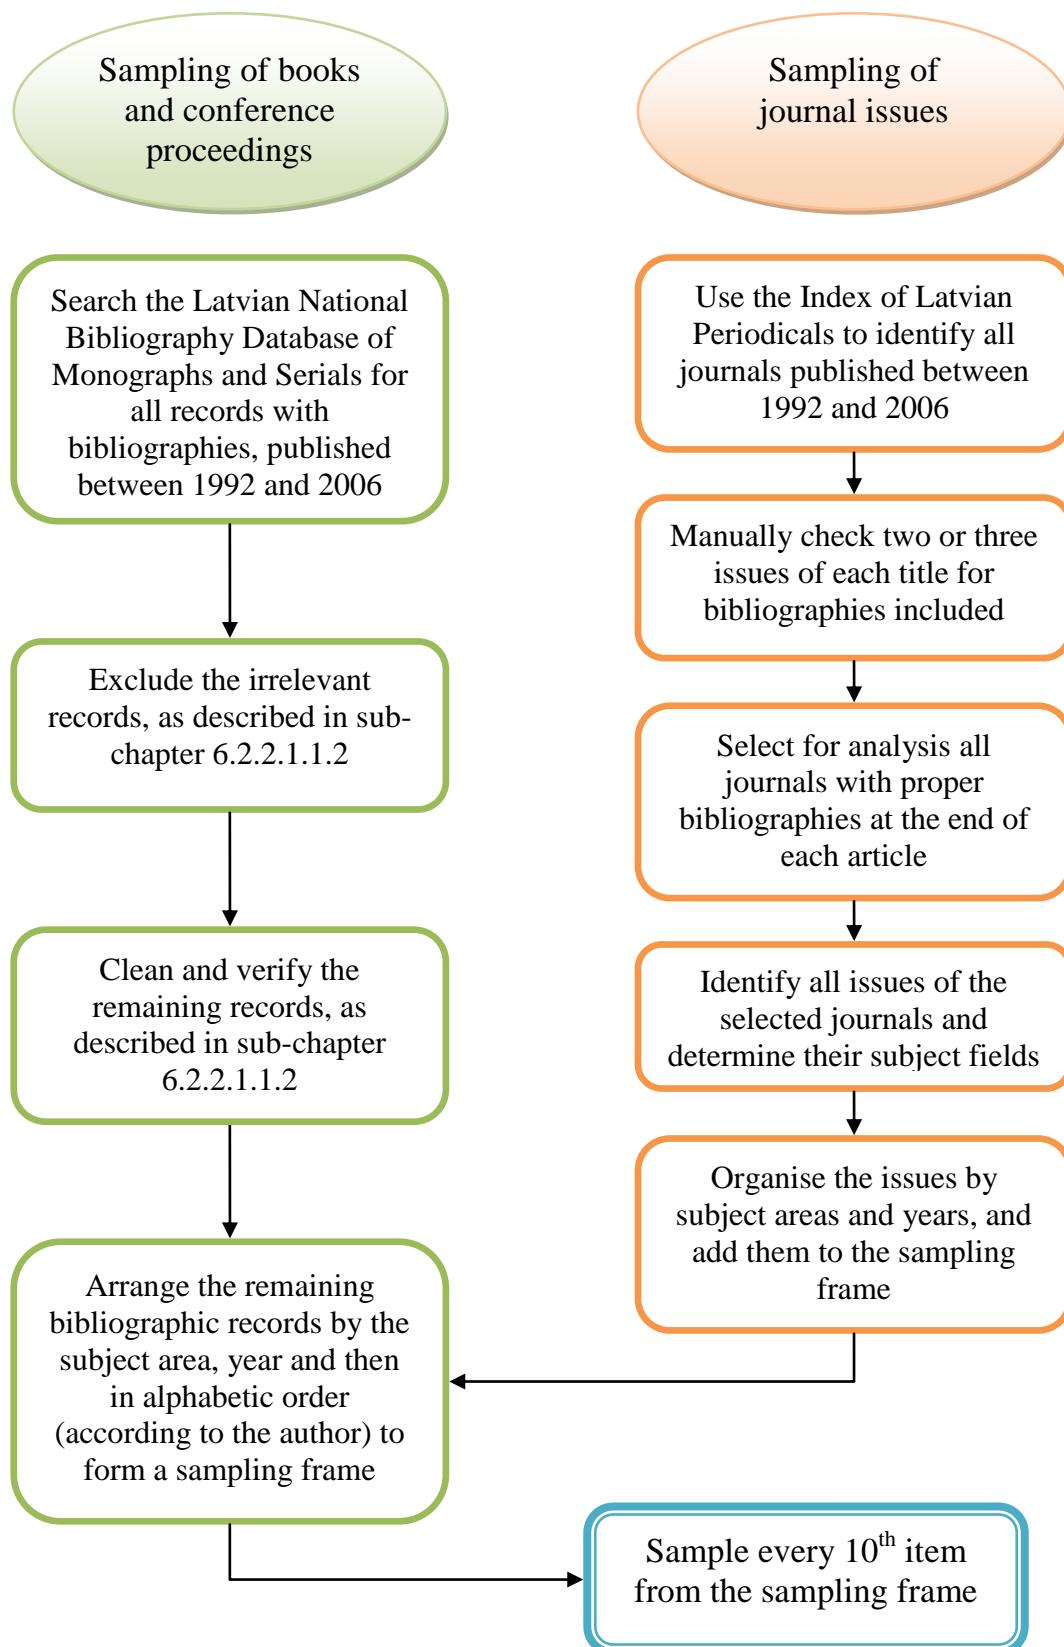 Sampling of books
and conference
proceedings
Search the Latvian National
Bibliography Database of
Monographs and Serials for
all records with
bibliographies, published
between 1992 and 2006
Exclude the irrelevant
records, as described in sub-
chapter 6.2.2.1.1.2
Clean and verify the
remaining records, as
described in sub-chapter
6.2.2.1.1.2
Arrange the remaining
bibliographic records by the
subject area, year and then
in alphabetic order
(according to the author) to
form a sampling frame
Sampling of
journal issues
Use the Index of Latvian
Periodicals to identify all
journals published between
1992 and 2006
Manually check two or three
issues of each title for
bibliographies included
Select for analysis all
journals with proper
bibliographies at the end of
each article
Identify all issues of the
selected journals and
determine their subject fields
Organise the issues by
subject areas and years, and
add them to the sampling
frame
Sample every 10th item
from the sampling frame